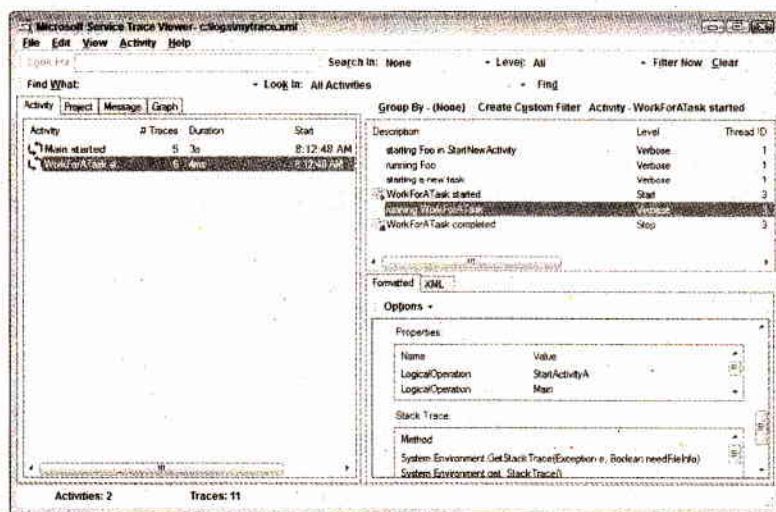 Microsoft Service Trace Viewer - c:\logs\mytrace.xml
File Edit View Activity Help
Look For: Search In: None Level: All Filter Now Clear
Find What: Look In: All Activities Find
Activity Project Message Graph
Group By - (None) Create Custom Filter Activity - WorkForATask started
Activity # Traces Duration Start
Main started 5 3s 8:12:48 AM
WorkForATask st... 6 4ms 8:12:48 AM
Description Level Thread ID
starting Foo in StartNewActivity Verbose 1
running Foo Verbose 1
starting a new task Verbose 1
WorkForATask started Start 3
running WorkForATask Verbose 3
WorkForATask completed Stop 3
Formatted XML
Options
Properties:
Name Value
LogicalOperation StartActivityA
LogicalOperation Main
Stack Trace:
Method
System.Environment.GetStackTrace(Exception e, Boolean needFileInfo)
System.Environment.get_StackTrace()
Activities: 2 Traces: 11